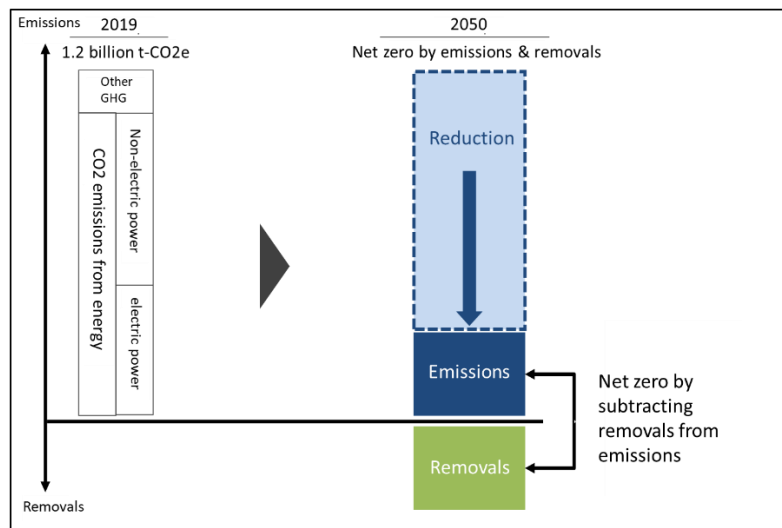 Emissions
2019
2050
1.2 billion t-CO2e
Net zero by emissions & removals
Other
GHG
CO2 emissions from energy
Non-electric power
electric power
Reduction
Emissions
Removals
Net zero by
subtracting
removals from
emissions
Removals